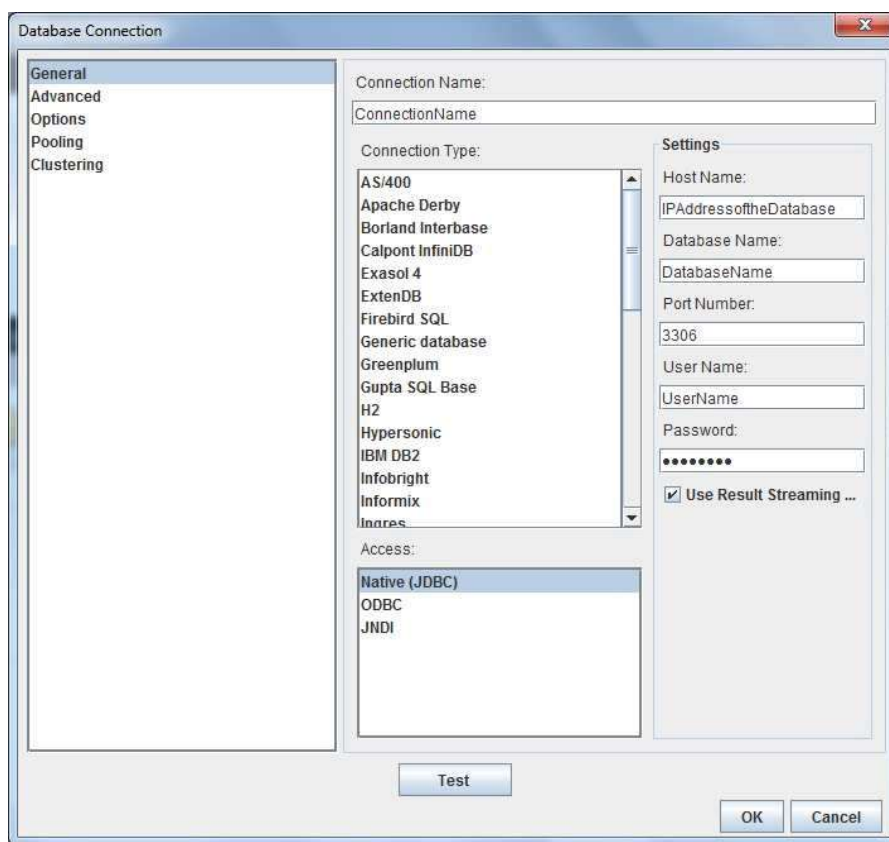 Database Connection
General
Advanced
Options
Pooling
Clustering
Connection Name:
ConnectionName
Connection Type:
AS/400
Apache Derby
Borland Interbase
Calpont InfiniDB
Exasol 4
ExtenDB
Firebird SQL
Generic database
Greenplum
Gupta SQL Base
H2
Hypersonic
IBM DB2
Infobright
Informix
Ingres
Access:
Native (JDBC)
ODBC
JNDI
Settings
Host Name:
IPAddressoftheDatabase
Database Name:
DatabaseName
Port Number:
3306
User Name:
UserName
Password:
●●●●●●●●
Use Result Streaming ...
Test
OK
Cancel